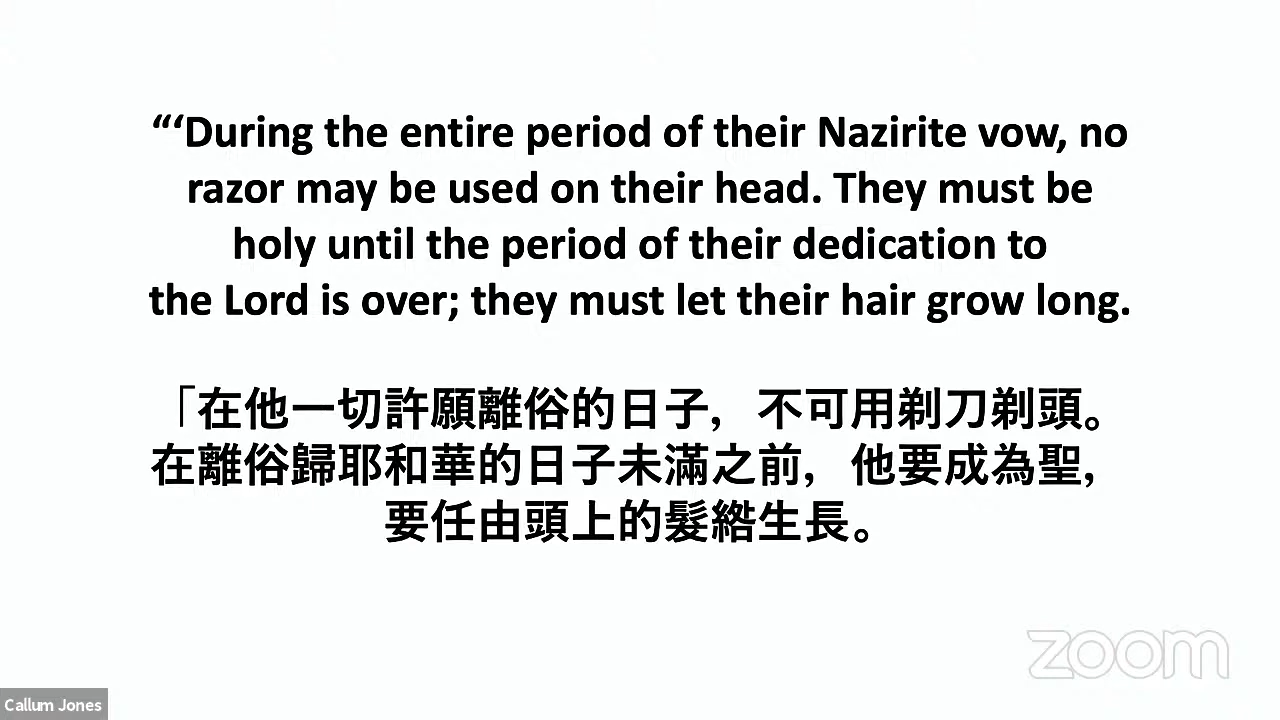 “‘During the entire period of their Nazirite vow, no
razor may be used on their head. They must be
holy until the period of their dedication to
the Lord is over; they must let their hair grow long.
「在他一切許願離俗的日子，不可用剃刀剃頭。
在離俗歸耶和華的日子未滿之前，他要成為聖，
要任由頭上的髮綹生長。
zoom
Callum Jones